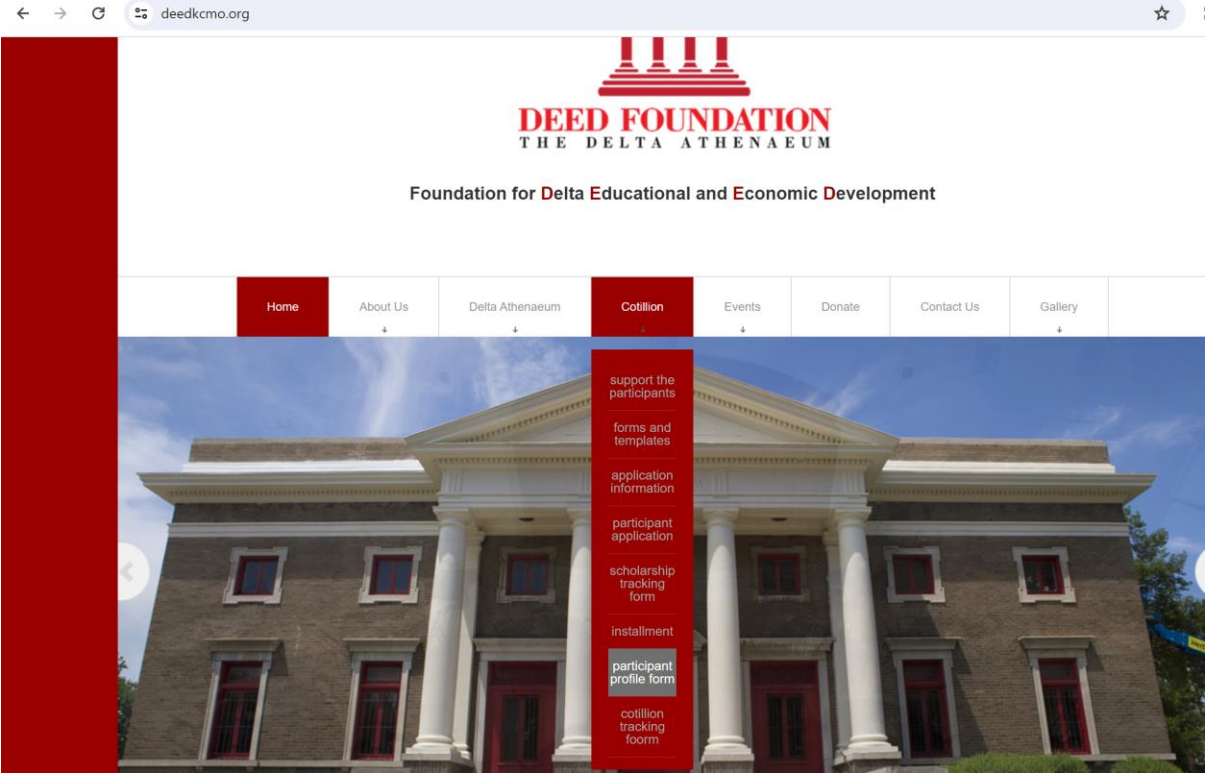 deedkcmo.org
DEED FOUNDATION
THE DELTA ATHENAEUM
Foundation for Delta Educational and Economic Development
Home
About Us
Delta Athenaeum
Cotillion
Events
Donate
Contact Us
Gallery
support the
participants
forms and
templates
application
information
participant
application
scholarship
tracking
form
installment
participant
profile form
cotillion
tracking
foorm